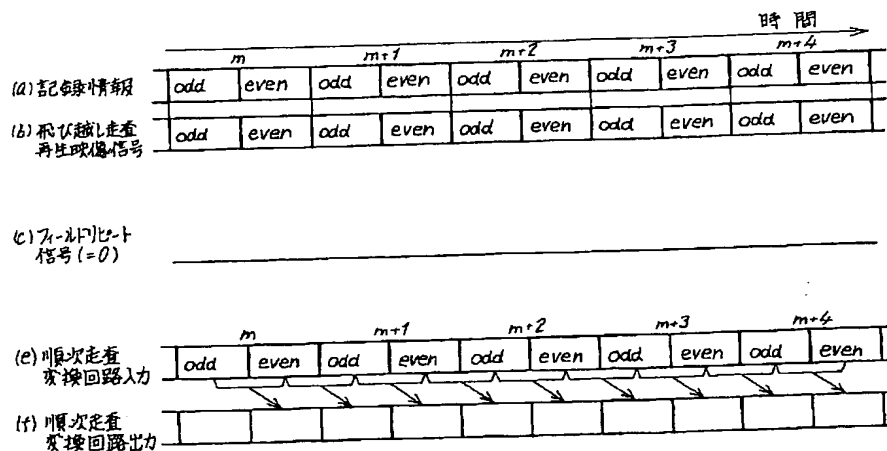 時間
m m+1 m+2 m+3 m+4
(a) 記録情報 odd even odd even odd even odd even odd even
(b) 飛び越し走査
再生映像信号 odd even odd even odd even odd even odd even
(c) フィールドリピート
信号(=0)
m m+1 m+2 m+3 m+4
(e) 順次走査
変換回路入力 odd even odd even odd even odd even odd even
(f) 順次走査
変換回路出力